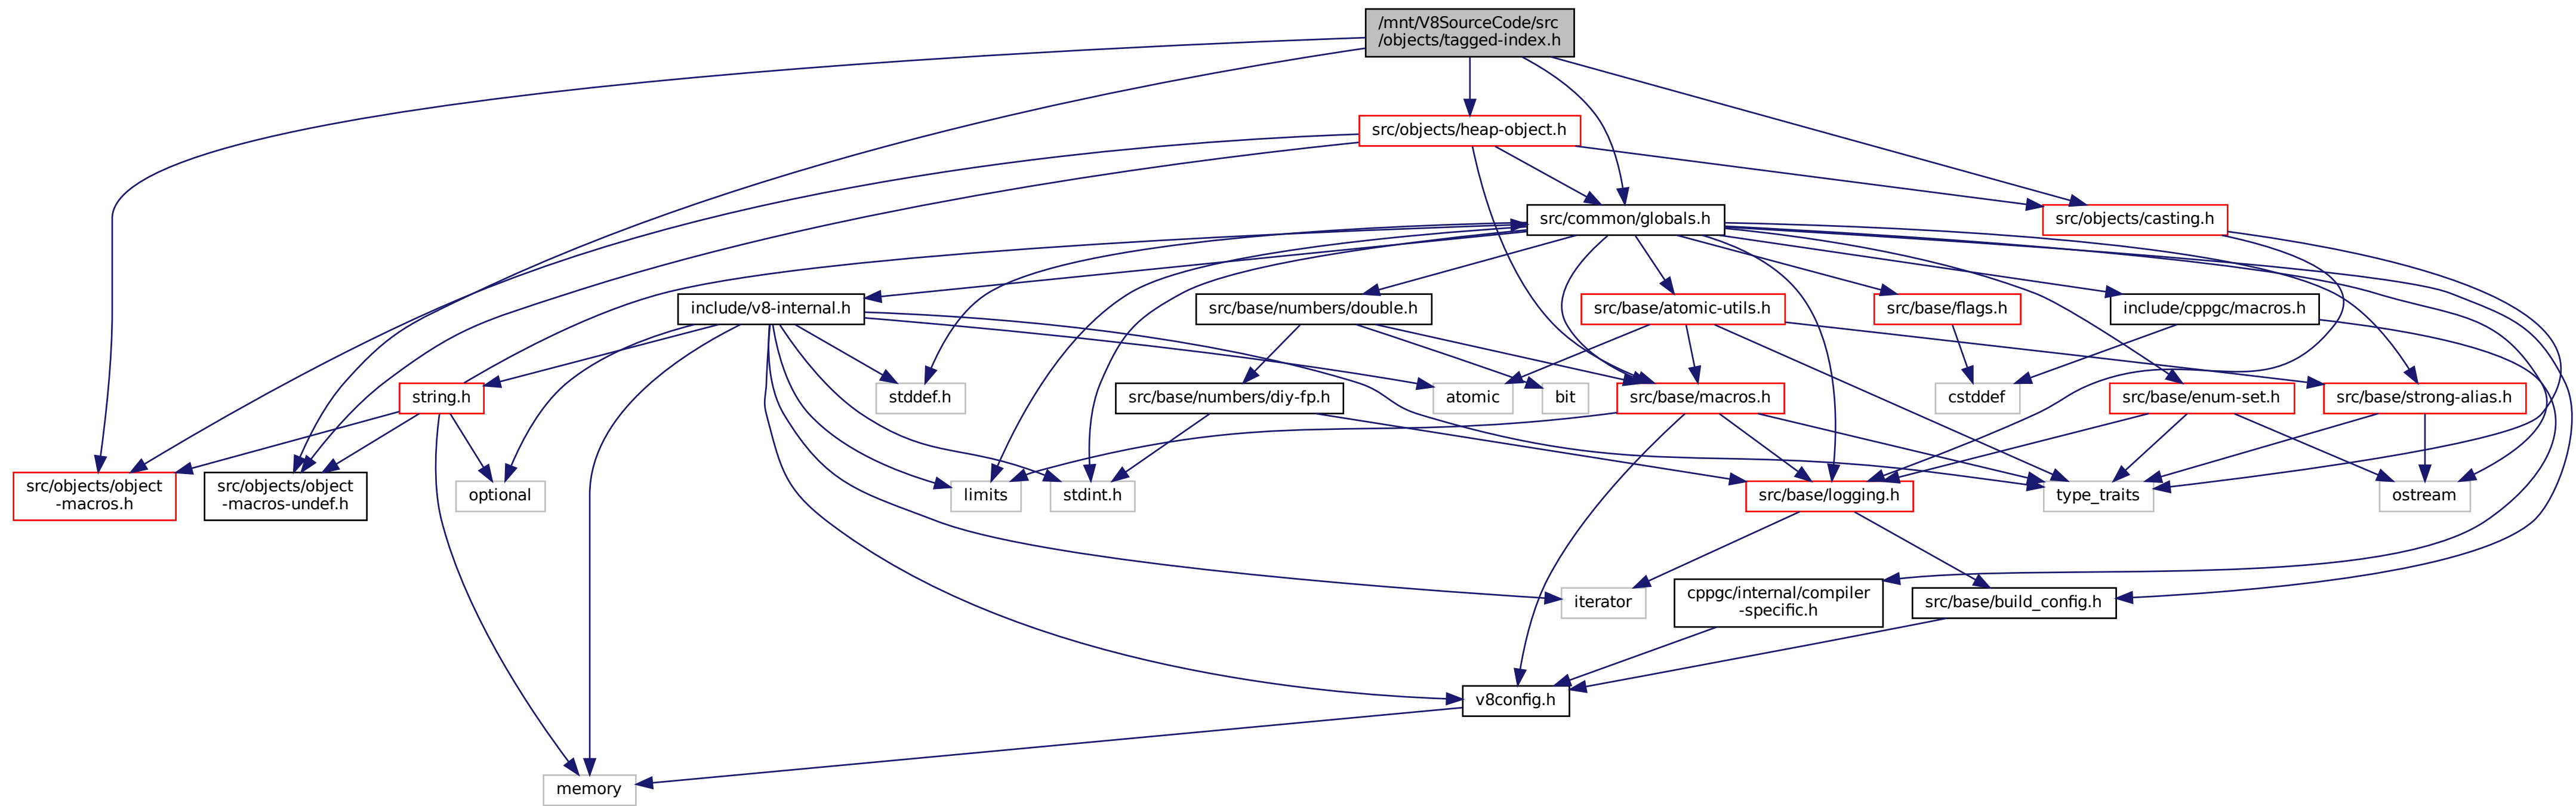 /mnt/V8SourceCode/src
/objects/tagged-index.h
src/objects/heap-object.h
src/common/globals.h
src/objects/casting.h
include/v8-internal.h
src/base/numbers/double.h
src/base/atomic-utils.h
src/base/flags.h
include/cppgc/macros.h
string.h
stddef.h
src/base/numbers/diy-fp.h
atomic
bit
src/base/macros.h
cstddef
src/base/enum-set.h
src/base/strong-alias.h
src/objects/object
-macros.h
src/objects/object
-macros-undef.h
optional
limits
stdint.h
src/base/logging.h
type_traits
ostream
iterator
cppgc/internal/compiler
-specific.h
src/base/build_config.h
v8config.h
memory